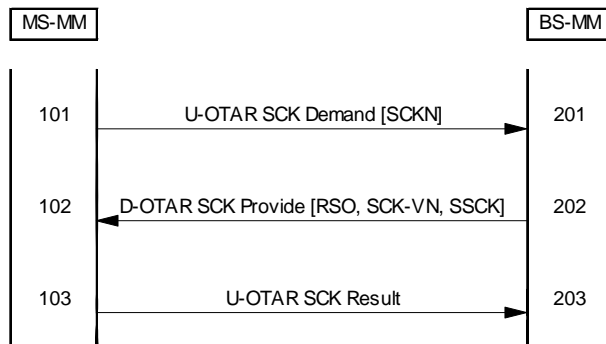 MS-MM BS-MM
101 U-OTAR SCK Demand [SCKN] 201
102 D-OTAR SCK Provide [RSO, SCK-VN, SSCK] 202
103 U-OTAR SCK Result 203